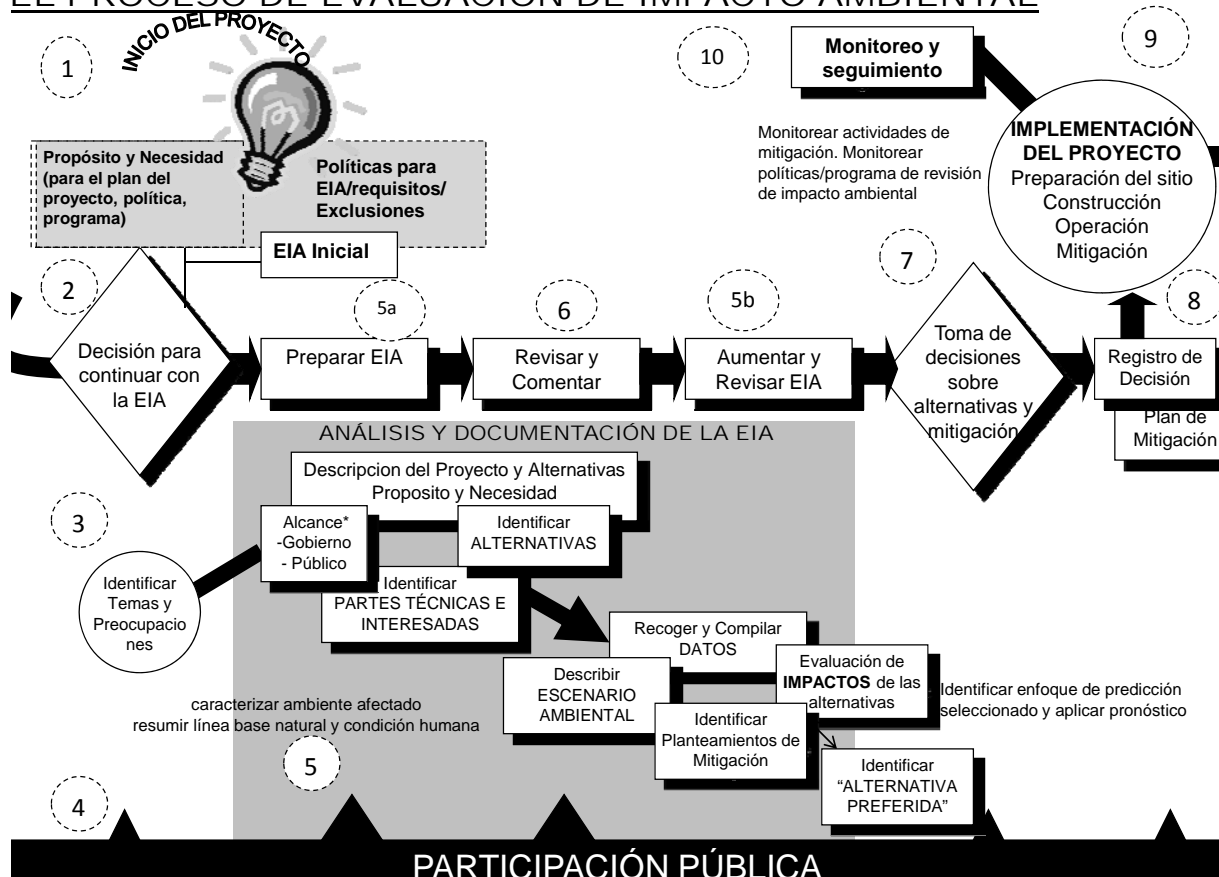 EL PROCESO DE EVALUACIÓN DE IMPACTO AMBIENTAL
1
INICIO DEL PROYECTO
Propósito y Necesidad
(para el plan del
proyecto, política,
programa)
Políticas para
EIA/requisitos/
Exclusiones
EIA Inicial
10
Monitoreo y
seguimiento
Monitorear actividades de
mitigación. Monitorear
políticas/programa de revisión
de impacto ambiental
9
IMPLEMENTACIÓN
DEL PROYECTO
Preparación del sitio
Construcción
Operación
Mitigación
2
Decisión para
continuar con
la EIA
5a
Preparar EIA
6
Revisar y
Comentar
5b
Aumentar y
Revisar EIA
7
Toma de
decisiones
sobre
alternativas y
mitigación
8
Registro de
Decisión
Plan de
Mitigación
ANÁLISIS Y DOCUMENTACIÓN DE LA EIA
Descripcion del Proyecto y Alternativas
Proposito y Necesidad
3
Identificar
Temas y
Preocupacio
nes
Alcance*
-Gobierno
- Público
Identificar
ALTERNATIVAS
Identificar
PARTES TÉCNICAS E
INTERESADAS
Recoger y Compilar
DATOS
Describir
ESCENARIO
AMBIENTAL
Evaluación de
IMPACTOS de las
alternativas
Identificar enfoque de predicción
seleccionado y aplicar pronóstico
caracterizar ambiente afectado
resumir línea base natural y condición humana
Identificar
Planteamientos de
Mitigación
Identificar
“ALTERNATIVA
PREFERIDA”
5
4
PARTICIPACIÓN PÚBLICA